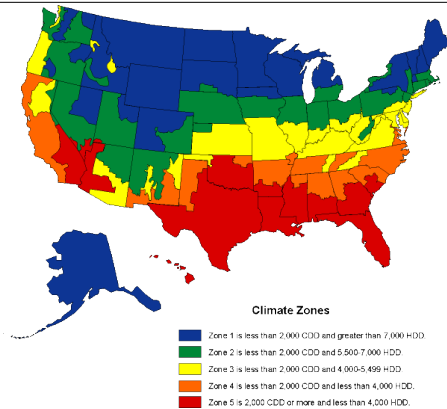 Climate Zones
Zone 1 is less than 2,000 CDD and greater than 7,000 HDD.
Zone 2 is less than 2,000 CDD and 5,500-7,000 HDD.
Zone 3 is less than 2,000 CDD and 4,000-5,499 HDD.
Zone 4 is less than 2,000 CDD and less than 4,000 HDD.
Zone 5 is 2,000 CDD or more and less than 4,000 HDD.